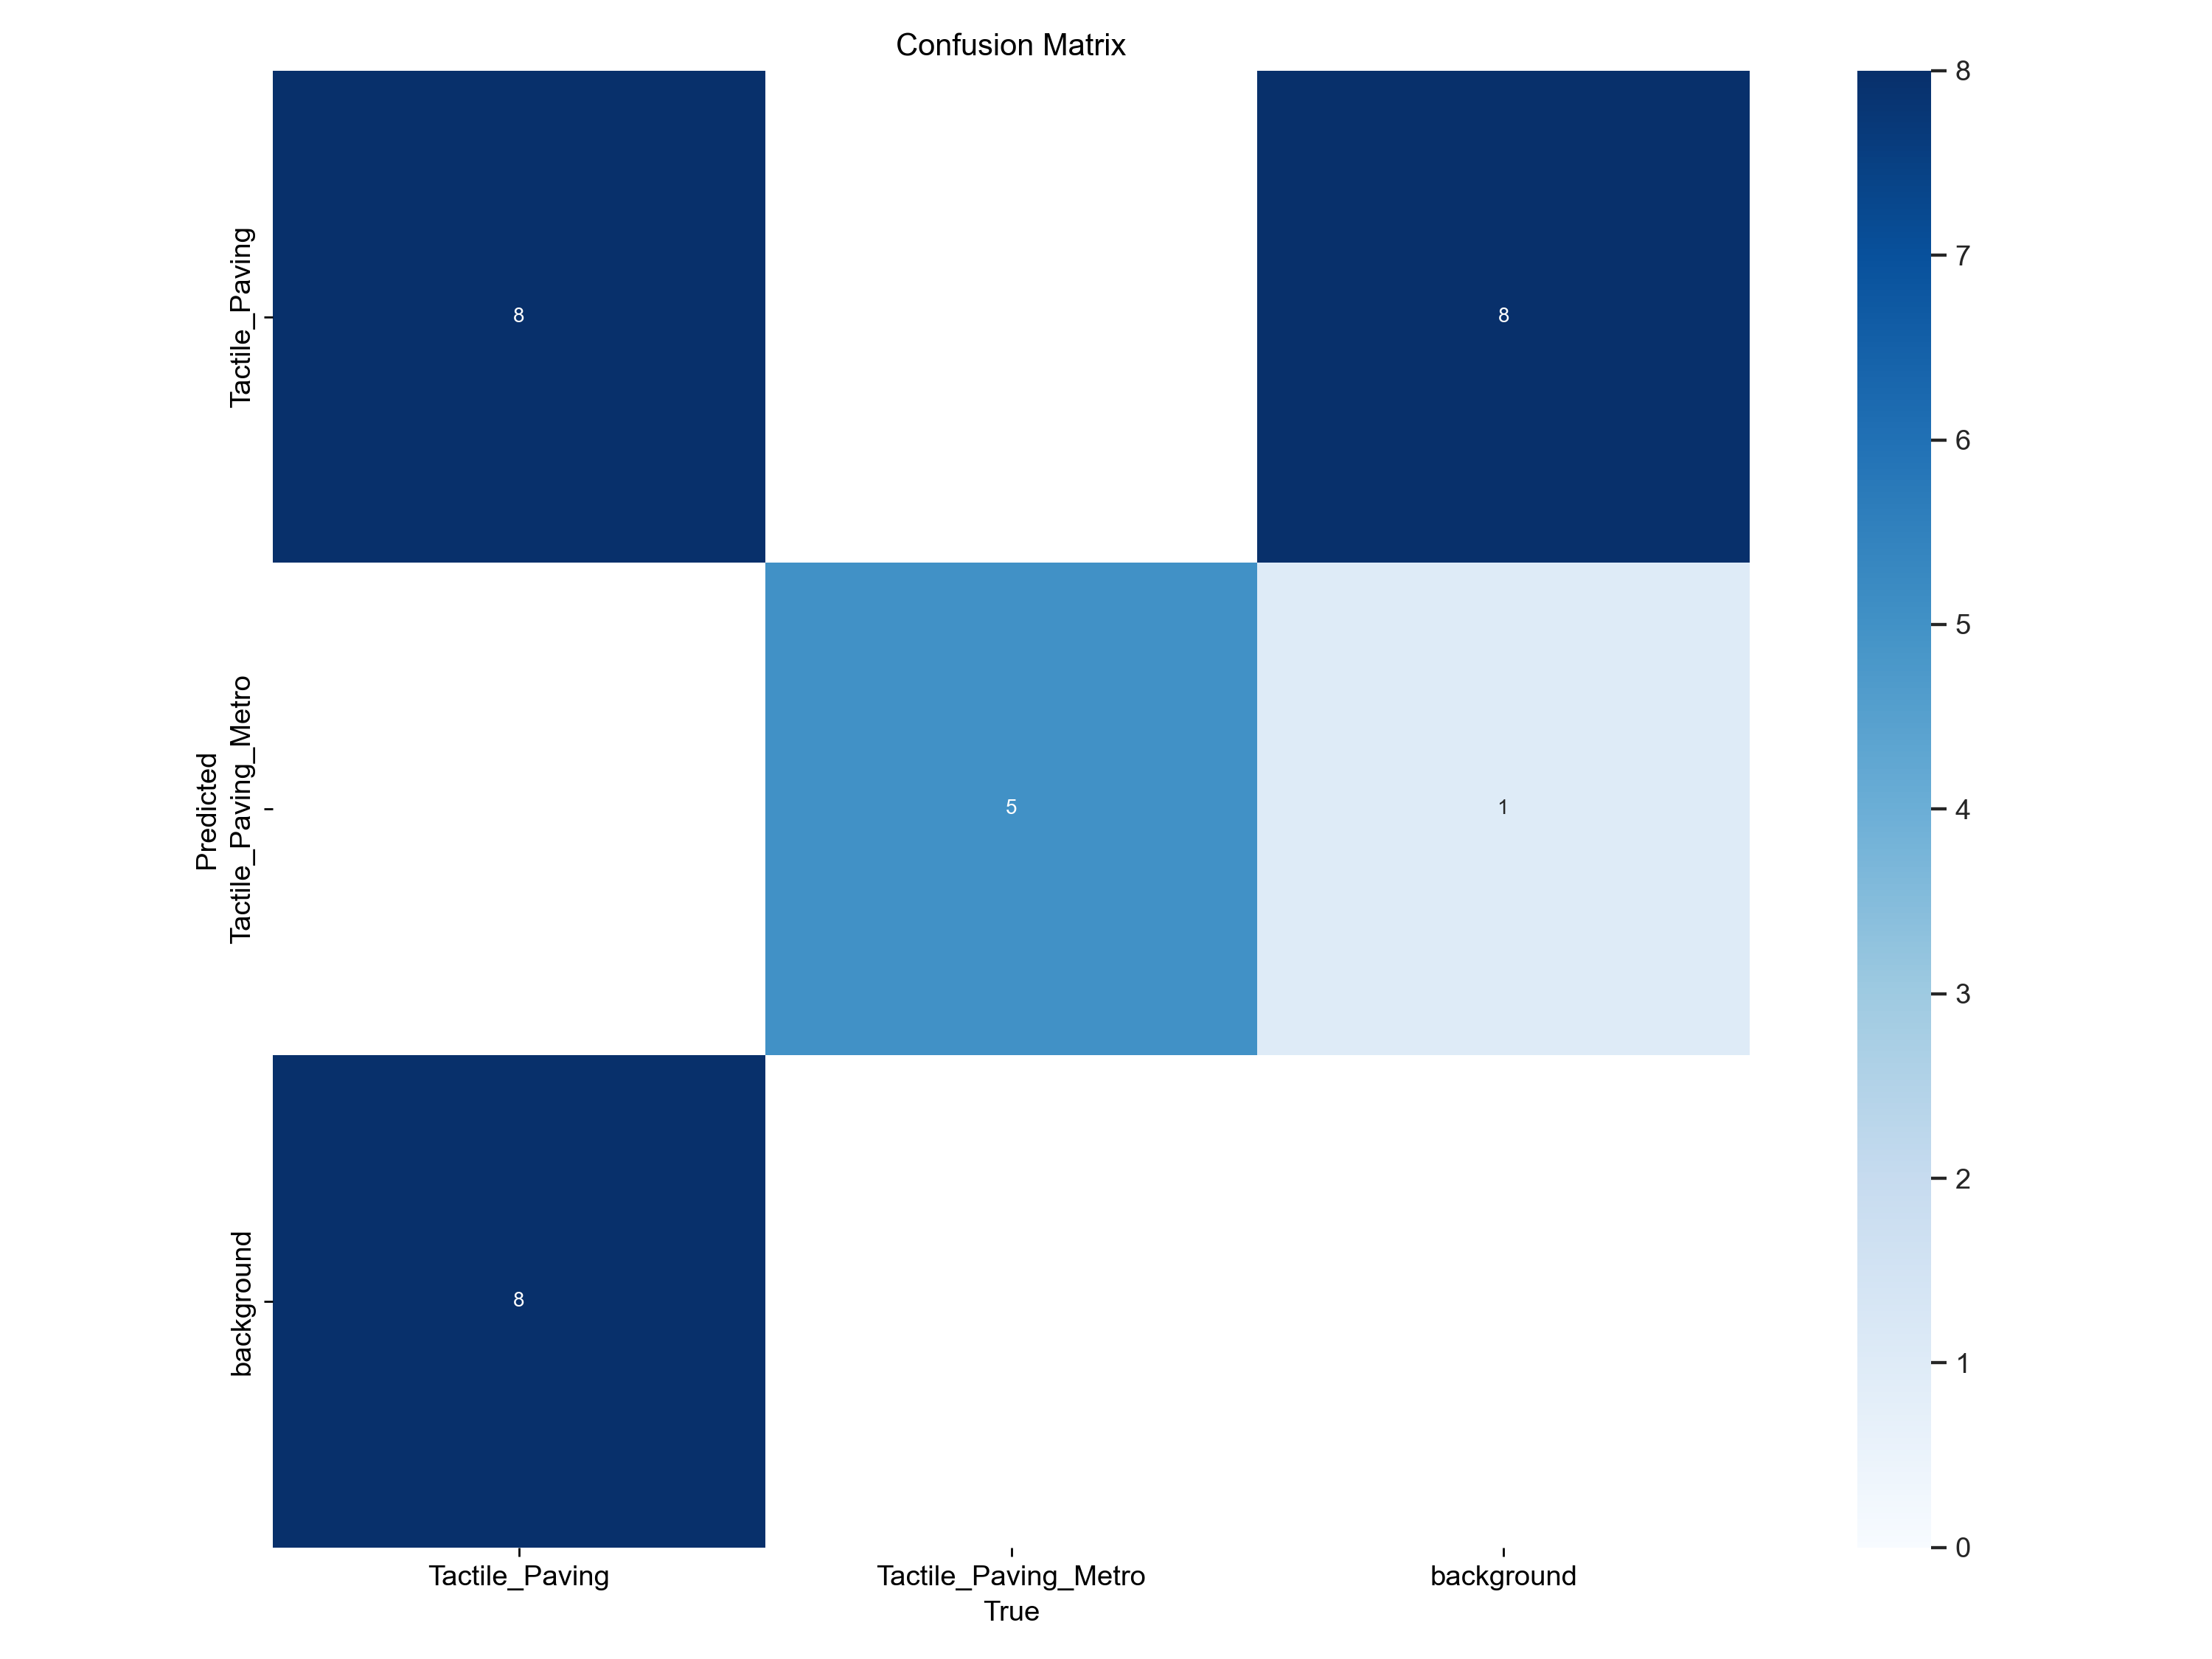 Confusion Matrix
Predicted
Tactile_Paving
8
8
Tactile_Paving_Metro
5
1
background
8
Tactile_Paving
Tactile_Paving_Metro
background
True
8
7
6
5
4
3
2
1
0